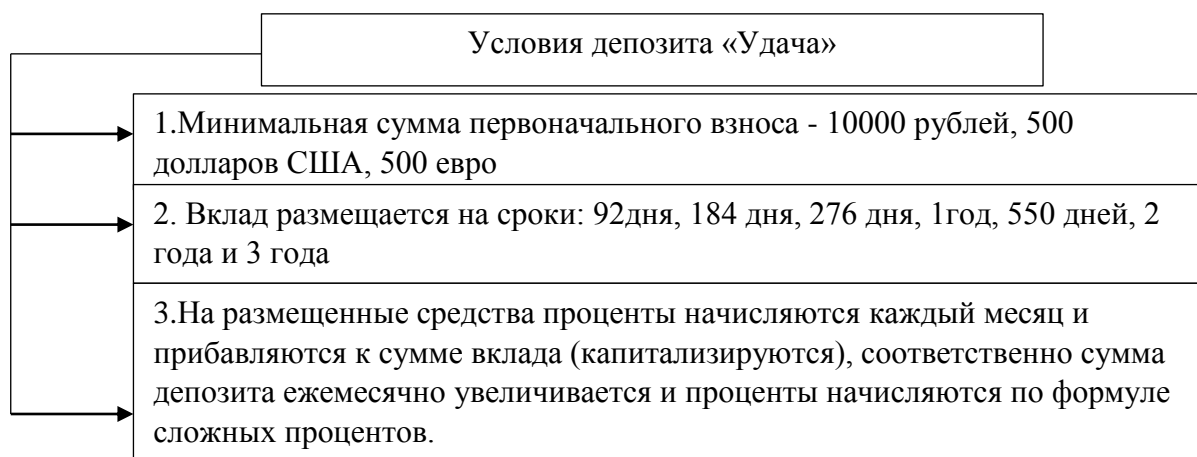 Условия депозита «Удача»
1.Минимальная сумма первоначального взноса - 10000 рублей, 500
долларов США, 500 евро
2. Вклад размещается на сроки: 92дня, 184 дня, 276 дня, 1год, 550 дней, 2
года и 3 года
3.На размещенные средства проценты начисляются каждый месяц и
прибавляются к сумме вклада (капитализируются), соответственно сумма
депозита ежемесячно увеличивается и проценты начисляются по формуле
сложных процентов.